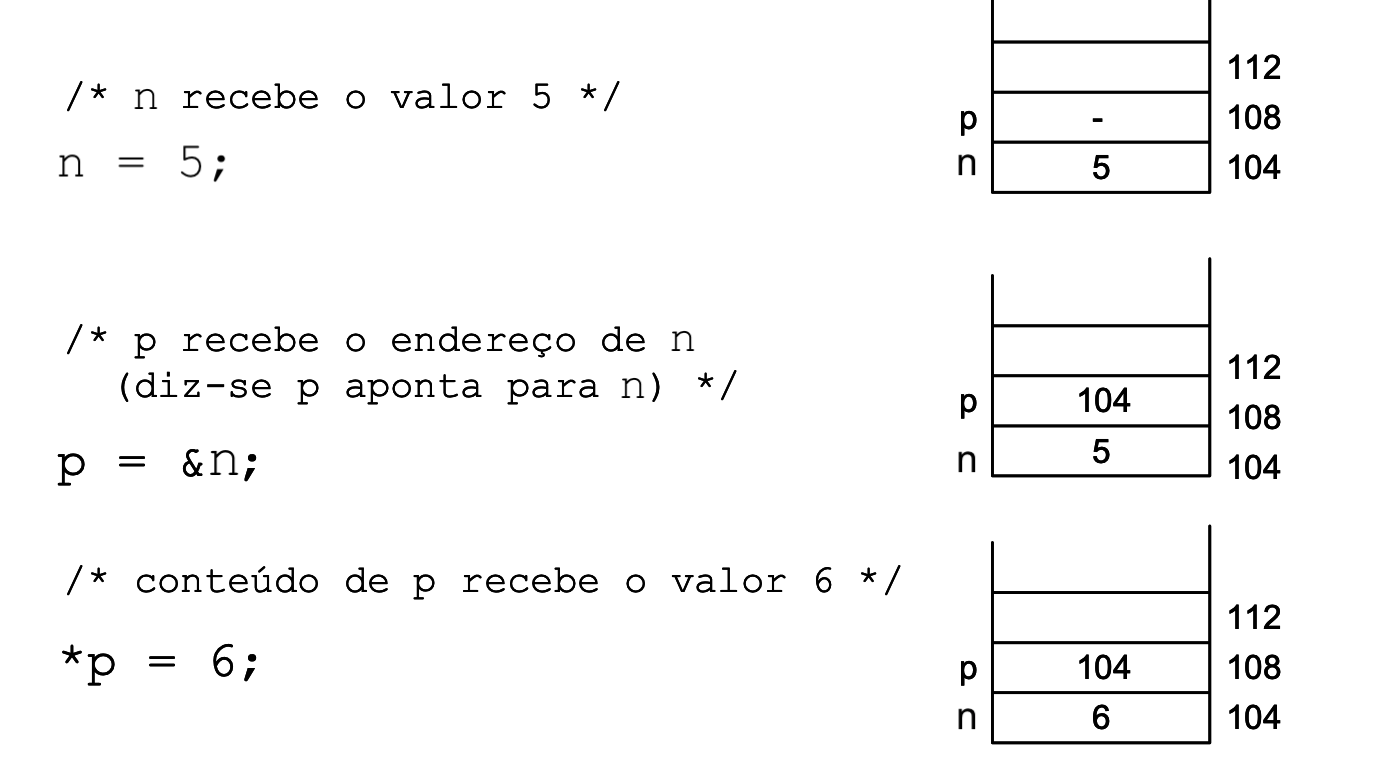 /* n recebe o valor 5 */
n = 5;
112
p - 108
n 5 104
/* p recebe o endereço de n
(diz-se p aponta para n) */
p = &n;
112
p 104 108
n 5 104
/* conteúdo de p recebe o valor 6 */
*p = 6;
112
p 104 108
n 6 104